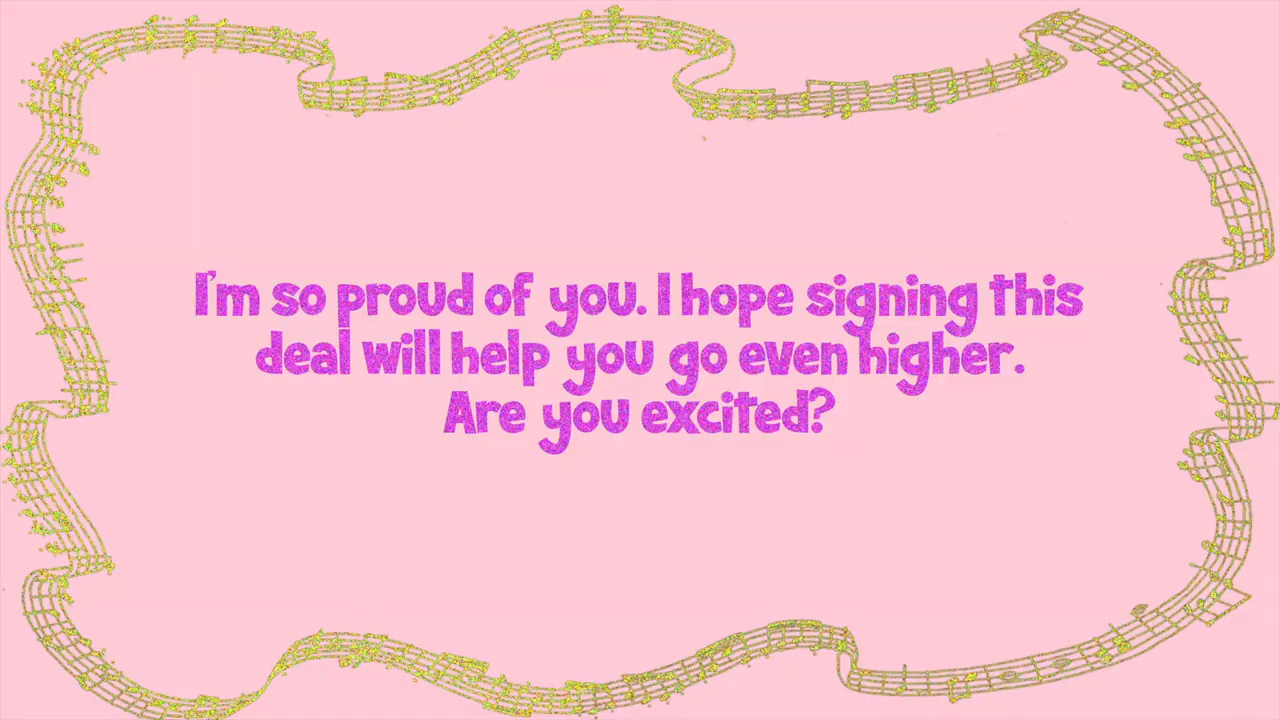 I'm so proud of you. I hope signing this
deal will help you go even higher.
Are you excited?